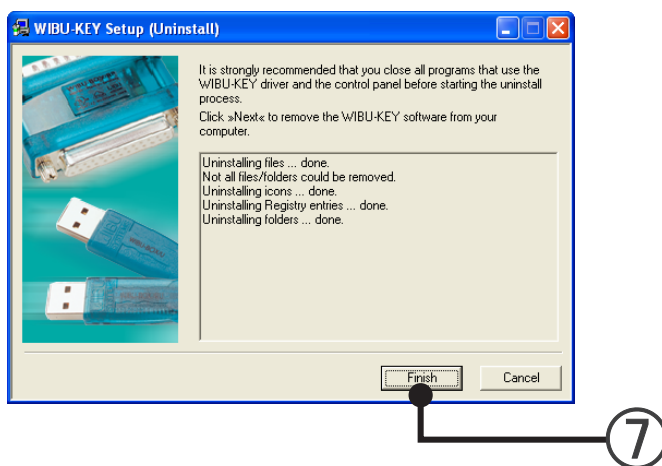 WIBU-KEY Setup (Uninstall)
It is strongly recommended that you close all programs that use the
WIBU-KEY driver and the control panel before starting the uninstall
process.
Click »Next« to remove the WIBU-KEY software from your
computer.
Uninstalling files ... done.
Not all files/folders could be removed.
Uninstalling icons ... done.
Uninstalling Registry entries ... done.
Uninstalling folders ... done.
Finish
Cancel
7